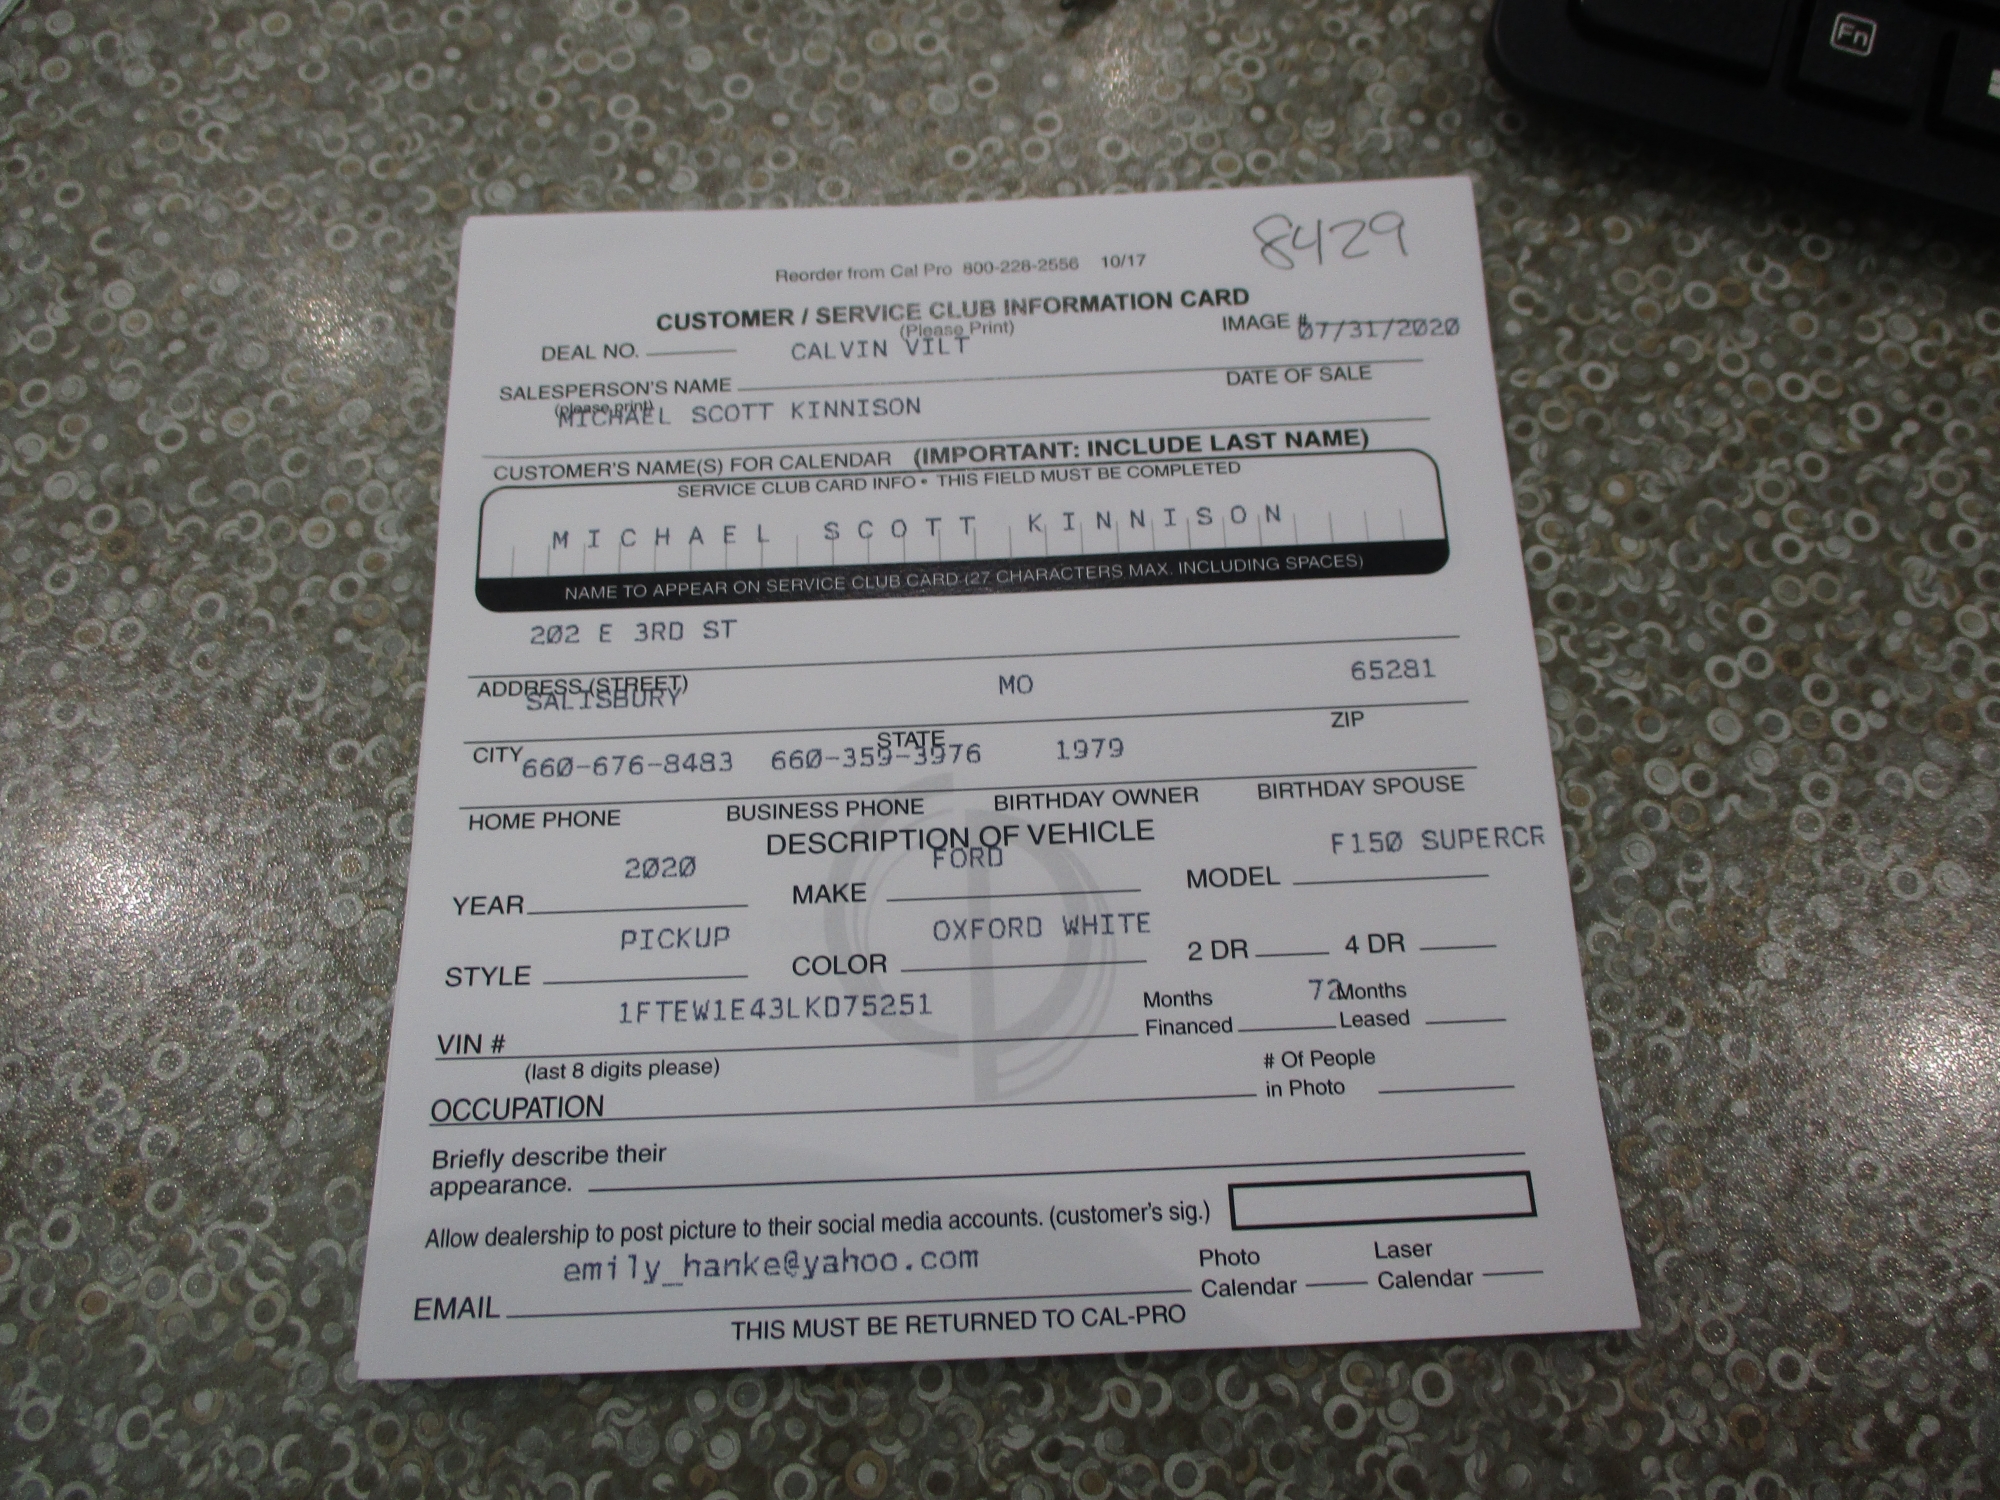 Fn
8429
Reorder from Cal Pro 800-228-2556 10/17
CUSTOMER / SERVICE CLUB INFORMATION CARD
(Please Print)
IMAGE # 07/31/2020
DEAL NO. CALVIN VILT
SALESPERSON'S NAME DATE OF SALE
(please print)
MICHAEL SCOTT KINNISON
CUSTOMER'S NAME(S) FOR CALENDAR (IMPORTANT: INCLUDE LAST NAME)
SERVICE CLUB CARD INFO • THIS FIELD MUST BE COMPLETED
MICHAEL SCOTT KINNISON
NAME TO APPEAR ON SERVICE CLUB CARD (27 CHARACTERS MAX. INCLUDING SPACES)
202 E 3RD ST
ADDRESS (STREET)
SALISBURY MO 65281
CITY STATE ZIP
660-676-8483 660-359-3976 1979
HOME PHONE BUSINESS PHONE BIRTHDAY OWNER BIRTHDAY SPOUSE
DESCRIPTION OF VEHICLE
2020 FORD F150 SUPERCR
YEAR MAKE MODEL
PICKUP OXFORD WHITE
STYLE COLOR 2 DR 4 DR
1FTEW1E43LKD75251 Months 72 Months
VIN # Financed Leased
(last 8 digits please) # Of People
OCCUPATION in Photo
Briefly describe their
appearance.
Allow dealership to post picture to their social media accounts. (customer's sig.)
emily_hanke@yahoo.com Photo Laser
EMAIL Calendar Calendar
THIS MUST BE RETURNED TO CAL-PRO